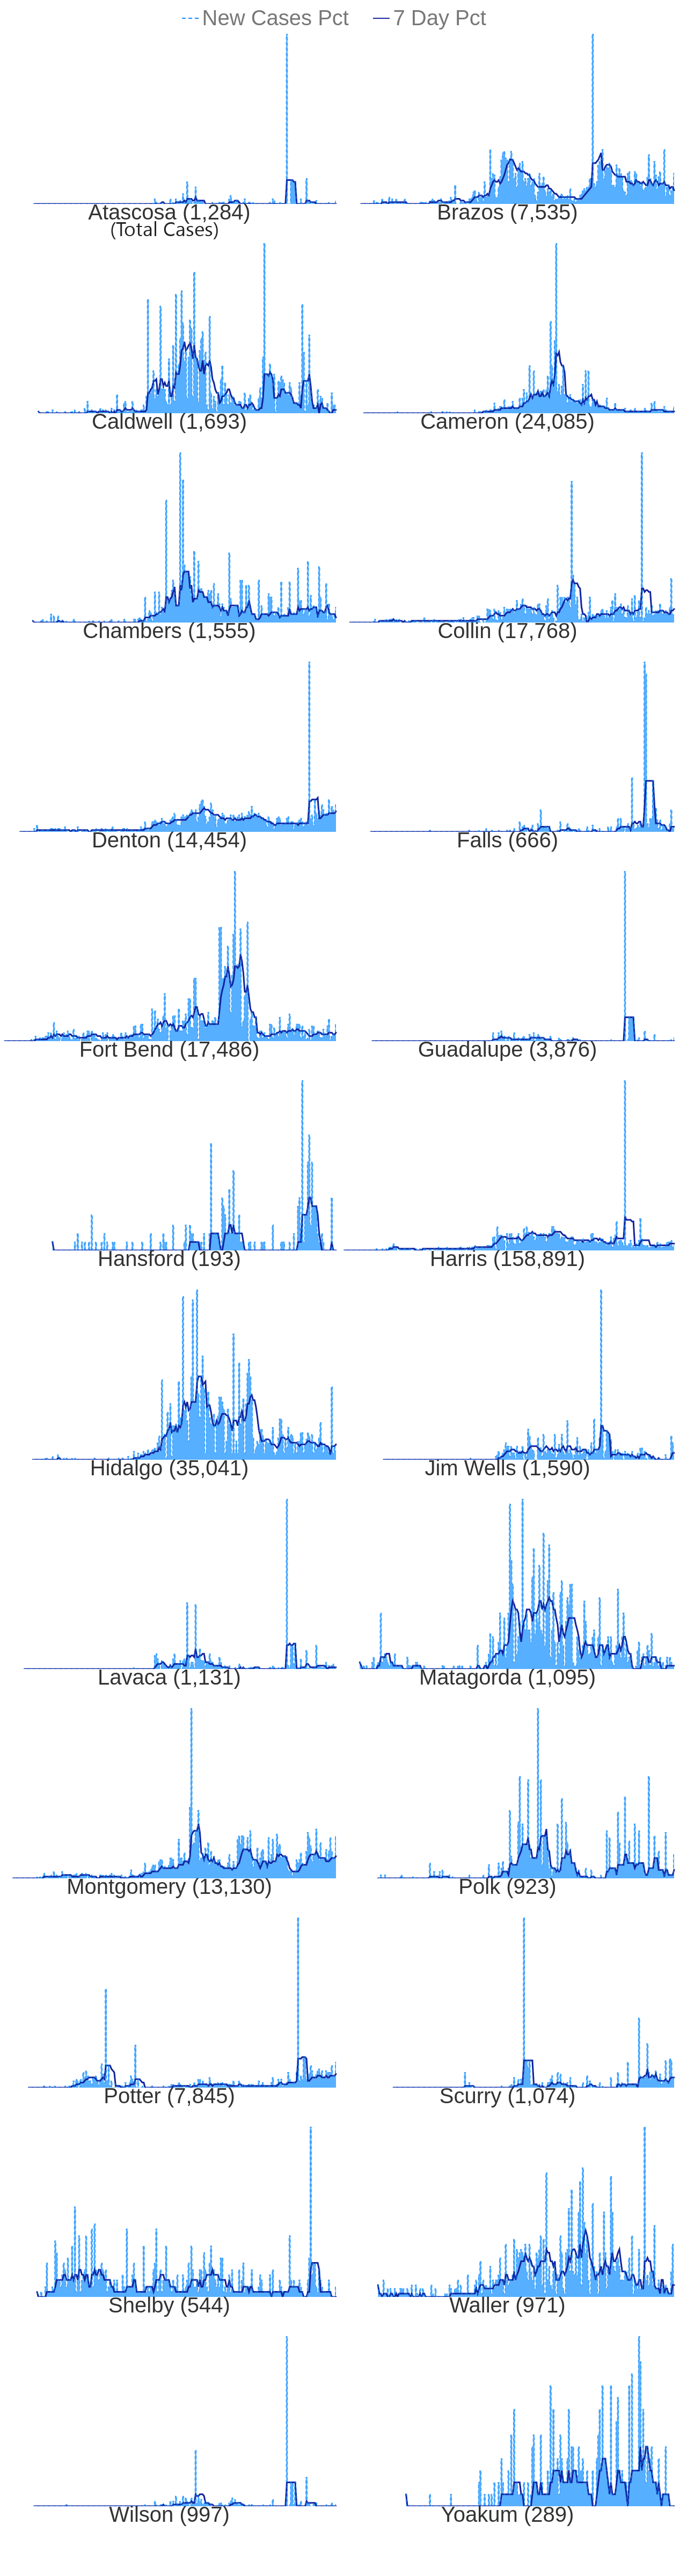 New Cases Pct 7 Day Pct
Atascosa (1,284) Brazos (7,535)
(Total Cases)
Caldwell (1,693) Cameron (24,085)
Chambers (1,555) Collin (17,768)
Denton (14,454) Falls (666)
Fort Bend (17,486) Guadalupe (3,876)
Hansford (193) Harris (158,891)
Hidalgo (35,041) Jim Wells (1,590)
Lavaca (1,131) Matagorda (1,095)
Montgomery (13,130) Polk (923)
Potter (7,845) Scurry (1,074)
Shelby (544) Waller (971)
Wilson (997) Yoakum (289)